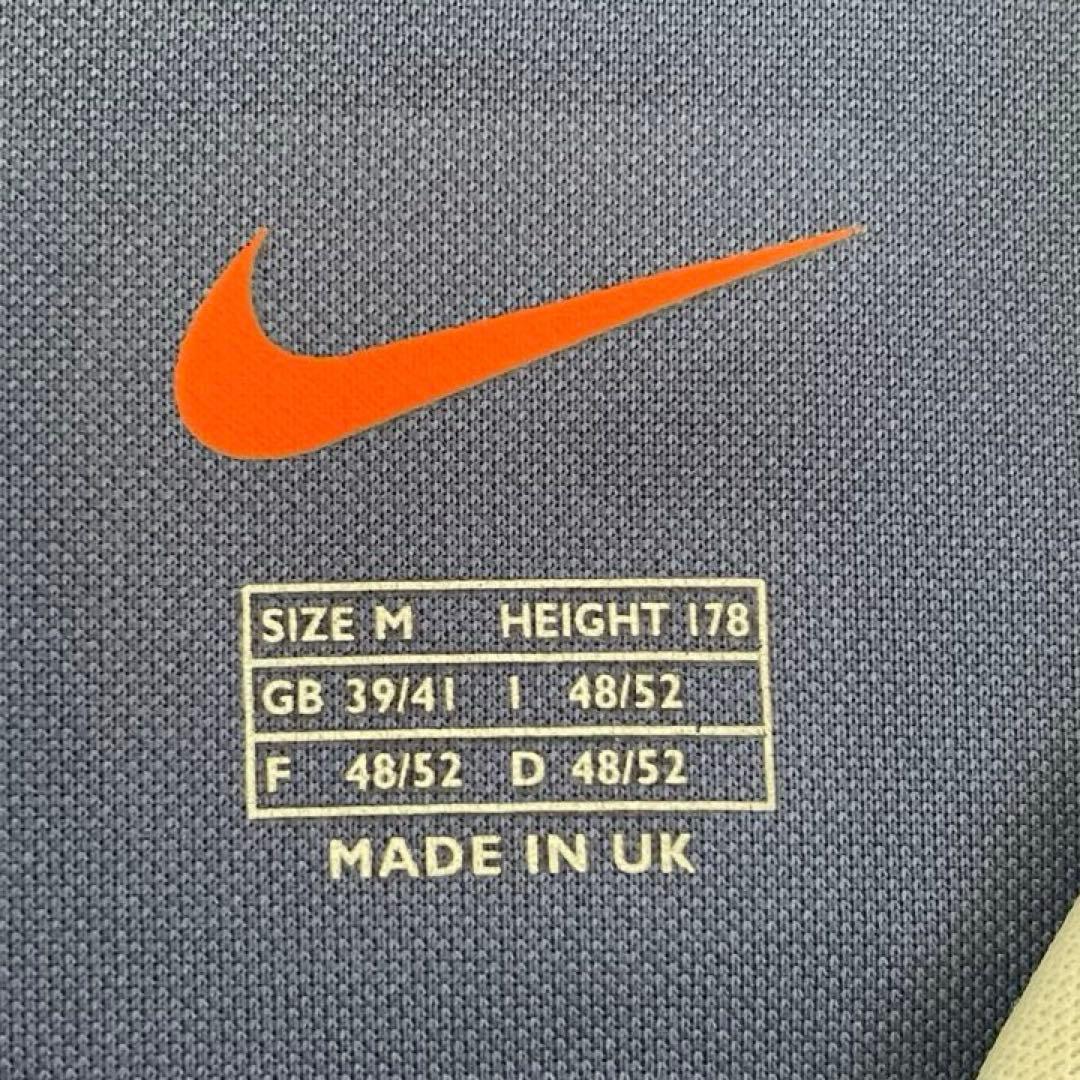 SIZE M HEIGHT 178
GB 39/41 I 48/52
F 48/52 D 48/52
MADE IN UK